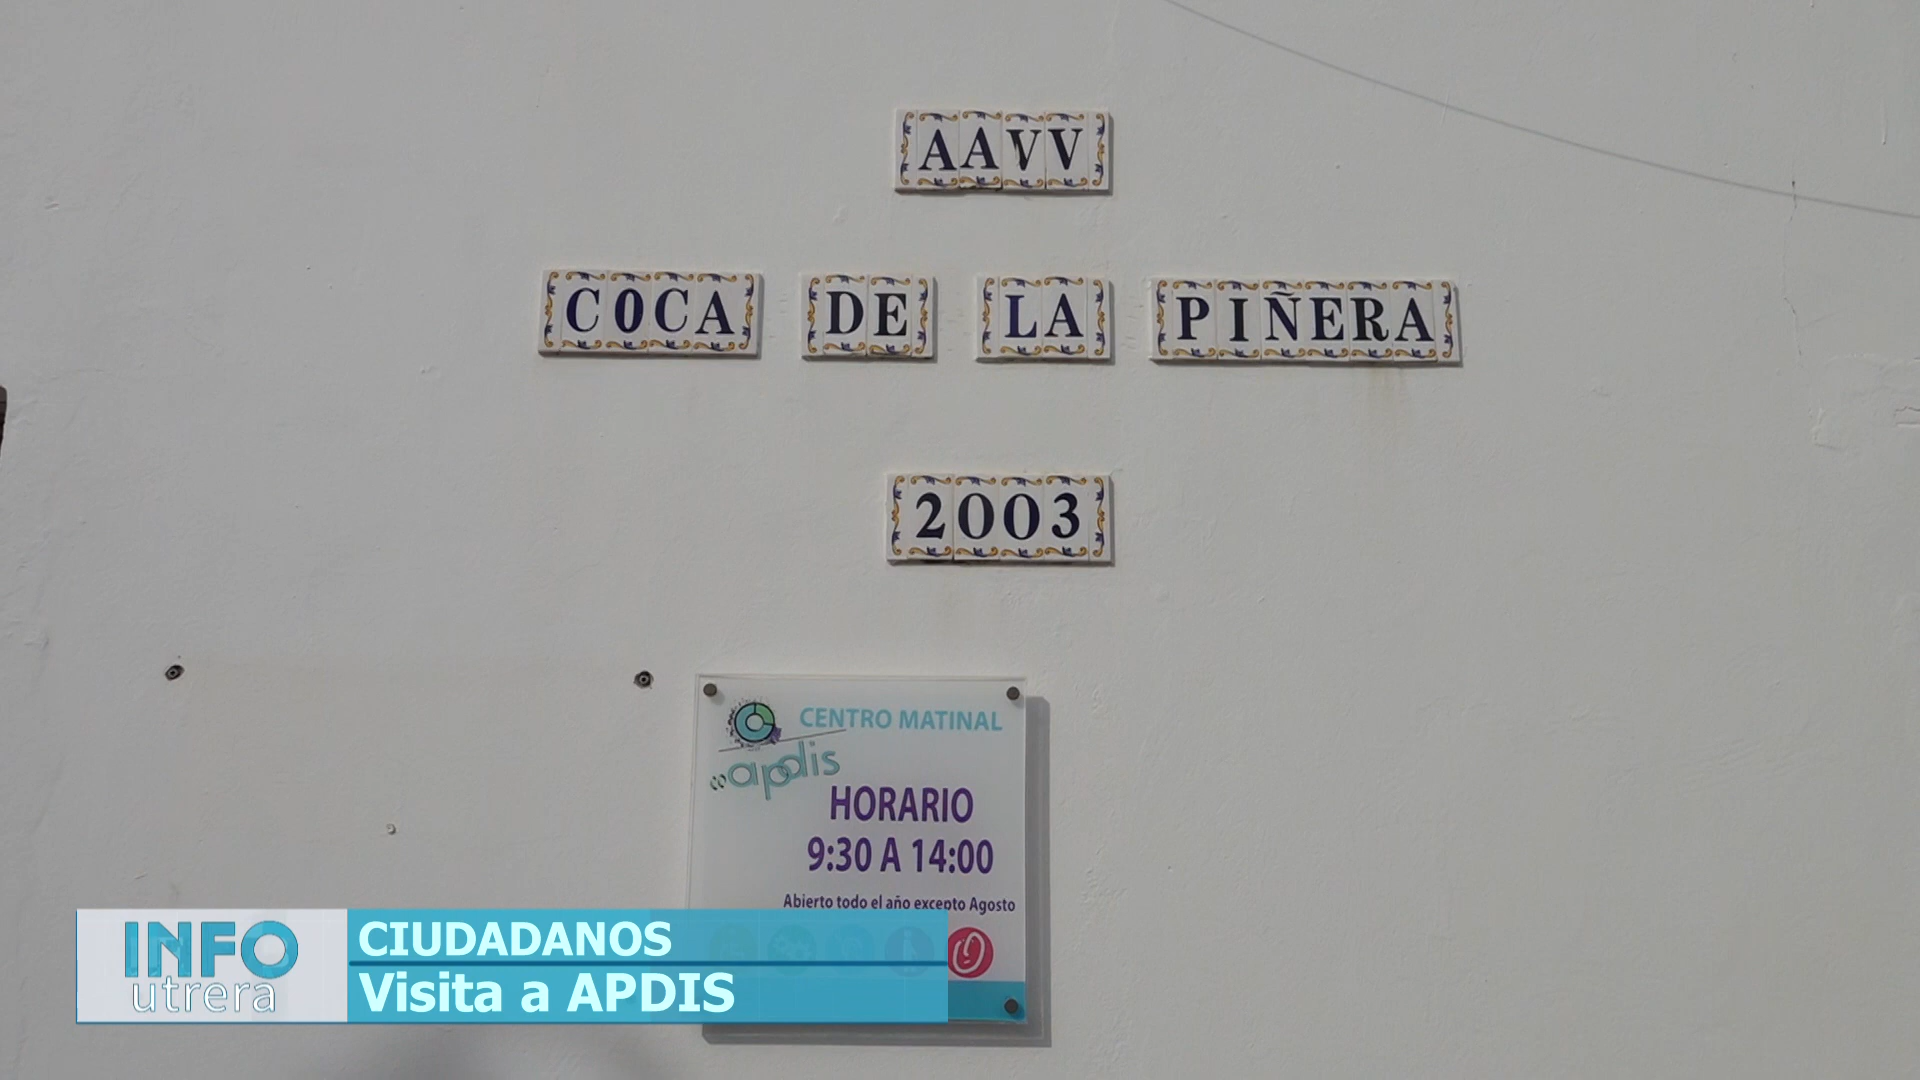 AAVV
COCA DE LA PIÑERA
2003
CENTRO MATINAL
apdis
HORARIO
9:30 A 14:00
Abierto todo el año excepto Agosto
INFO
utrera
CIUDADANOS
Visita a APDIS